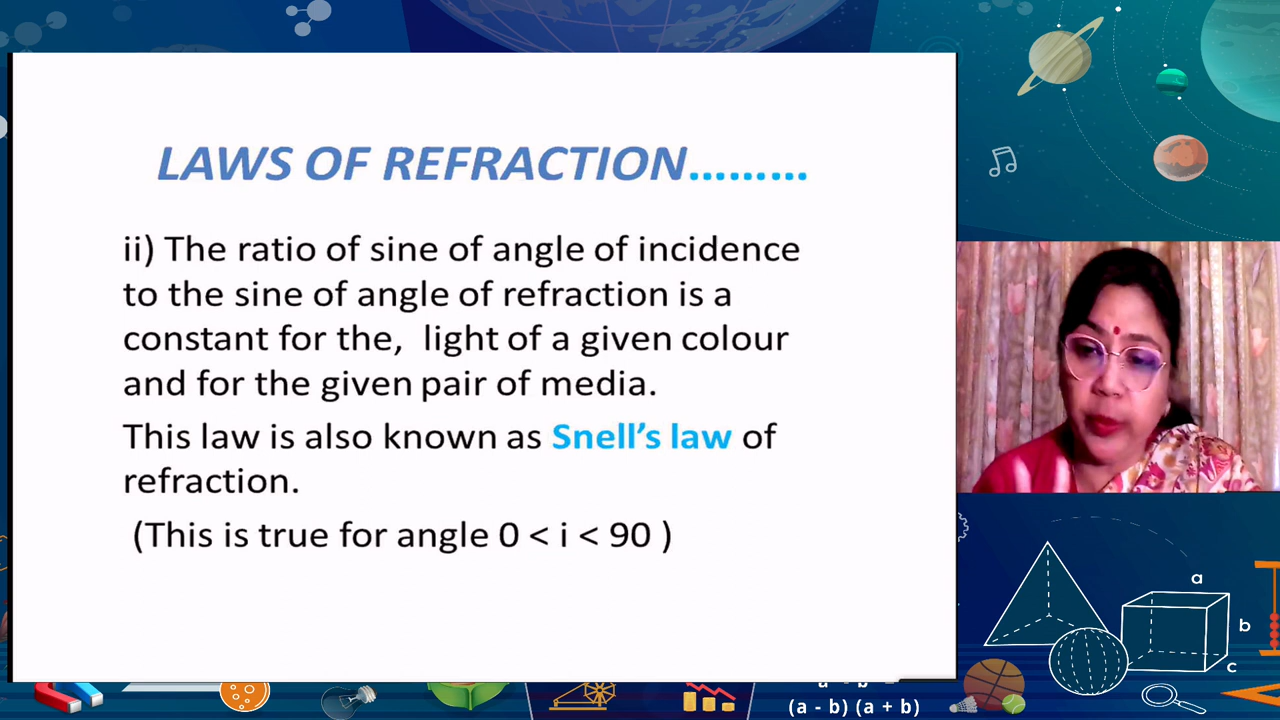 LAWS OF REFRACTION.........
ii) The ratio of sine of angle of incidence
to the sine of angle of refraction is a
constant for the,  light of a given colour
and for the given pair of media.
This law is also known as Snell’s law of
refraction.
(This is true for angle 0 < i < 90 )
a
b
c
(a - b) (a + b)